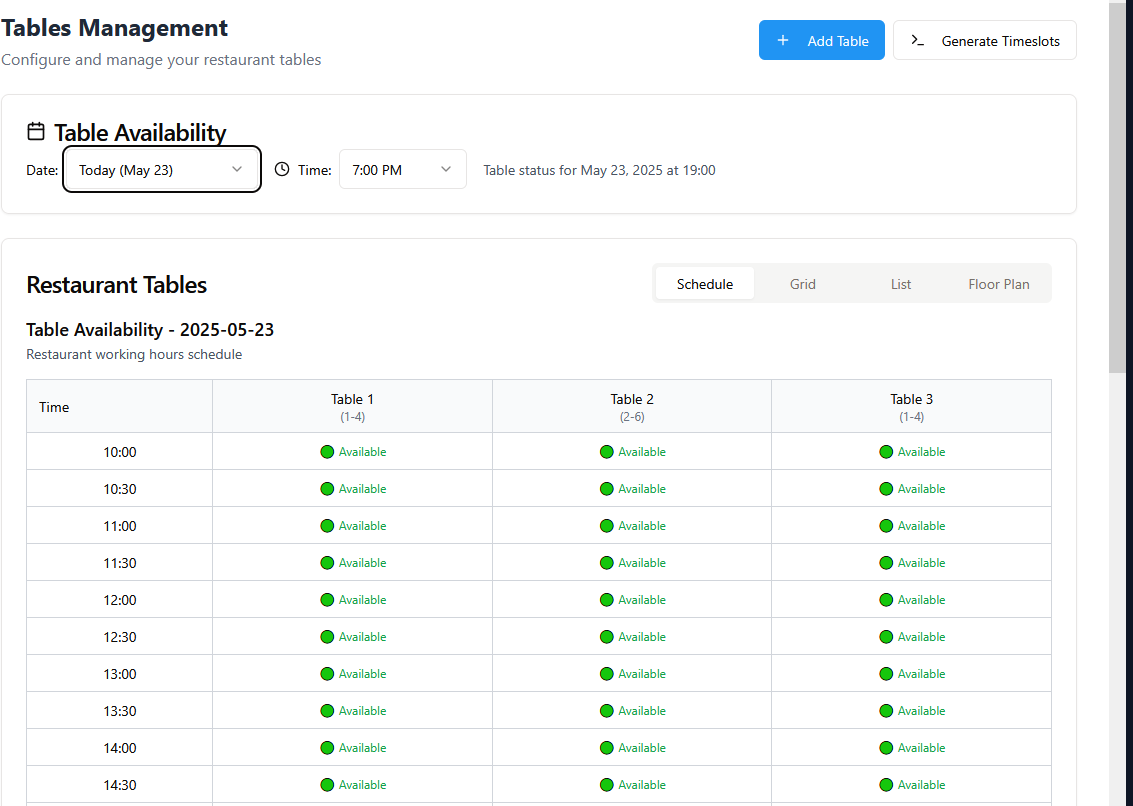 Tables Management
Configure and manage your restaurant tables
Add Table
Generate Timeslots
Table Availability
Date: Today (May 23) Time: 7:00 PM Table status for May 23, 2025 at 19:00
Restaurant Tables
Schedule Grid List Floor Plan
Table Availability - 2025-05-23
Restaurant working hours schedule
Time Table 1 Table 2 Table 3
(1-4) (2-6) (1-4)
10:00 Available Available Available
10:30 Available Available Available
11:00 Available Available Available
11:30 Available Available Available
12:00 Available Available Available
12:30 Available Available Available
13:00 Available Available Available
13:30 Available Available Available
14:00 Available Available Available
14:30 Available Available Available